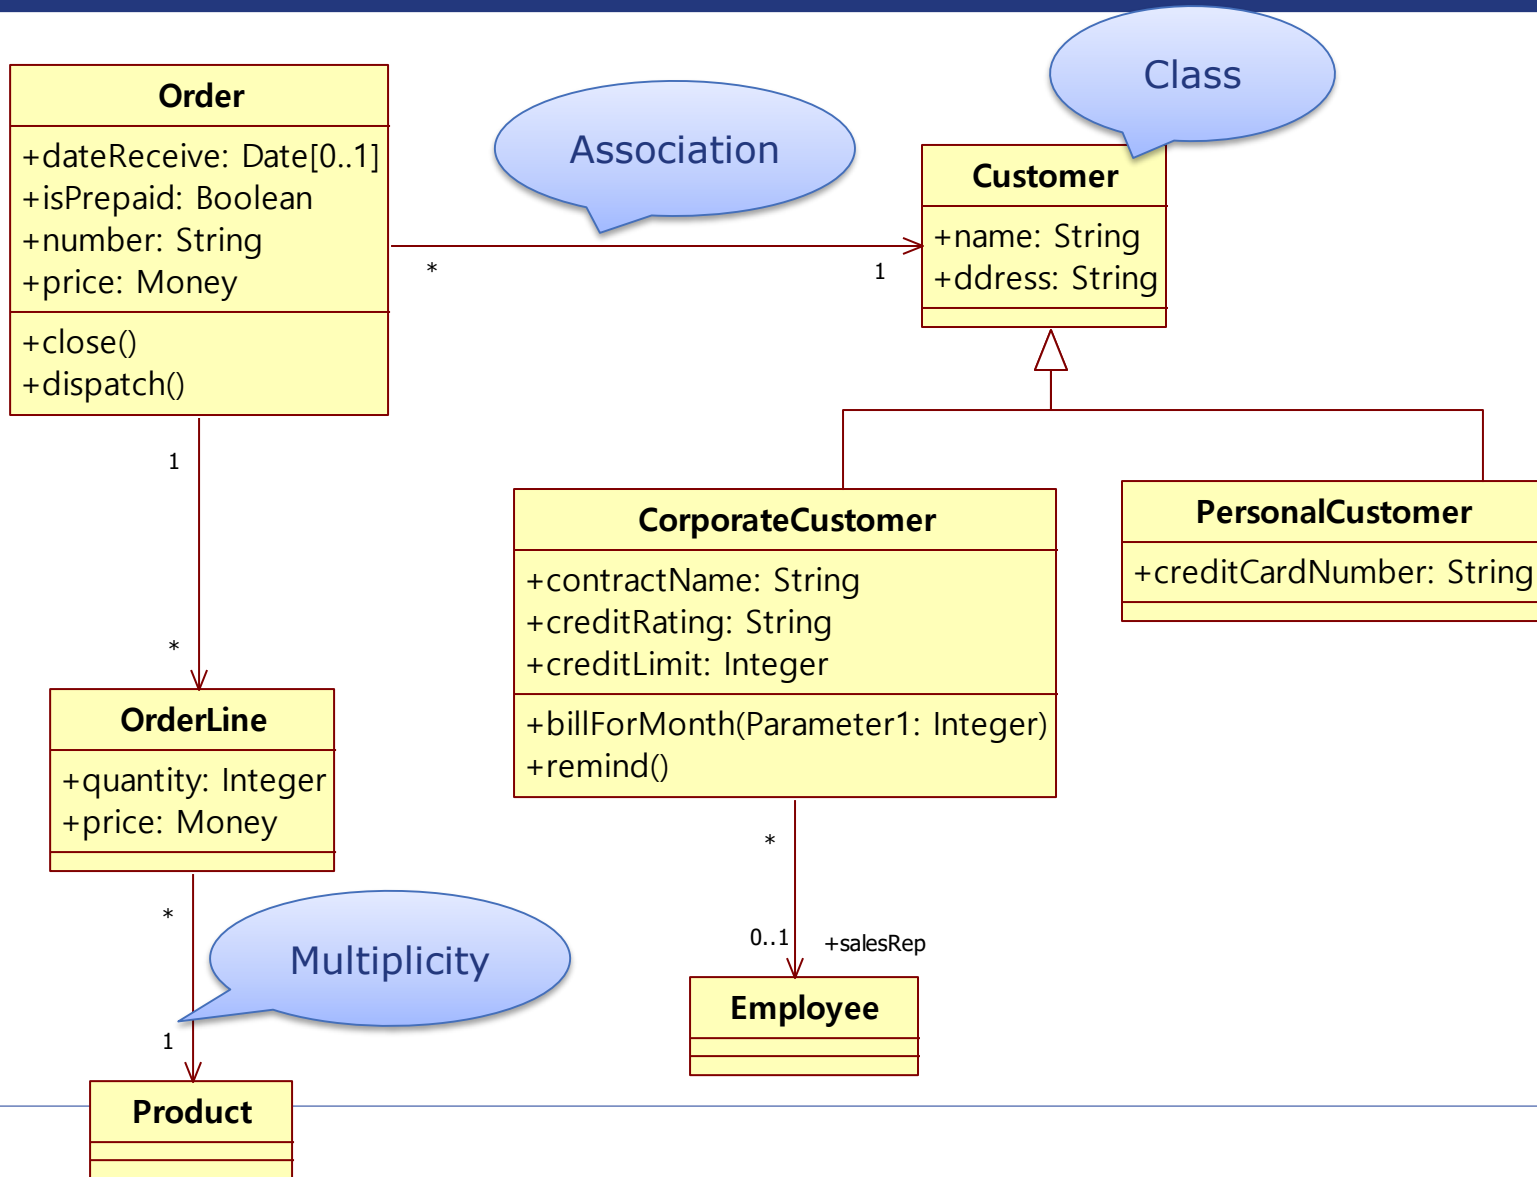 Class
Order
+dateReceive: Date[0..1]
+isPrepaid: Boolean
+number: String
+price: Money
+close()
+dispatch()
Association
*
1
Customer
+name: String
+ddress: String
1
*
CorporateCustomer
+contractName: String
+creditRating: String
+creditLimit: Integer
+billForMonth(Parameter1: Integer)
+remind()
PersonalCustomer
+creditCardNumber: String
OrderLine
+quantity: Integer
+price: Money
*
0..1
+salesRep
Employee
*
Multiplicity
1
Product